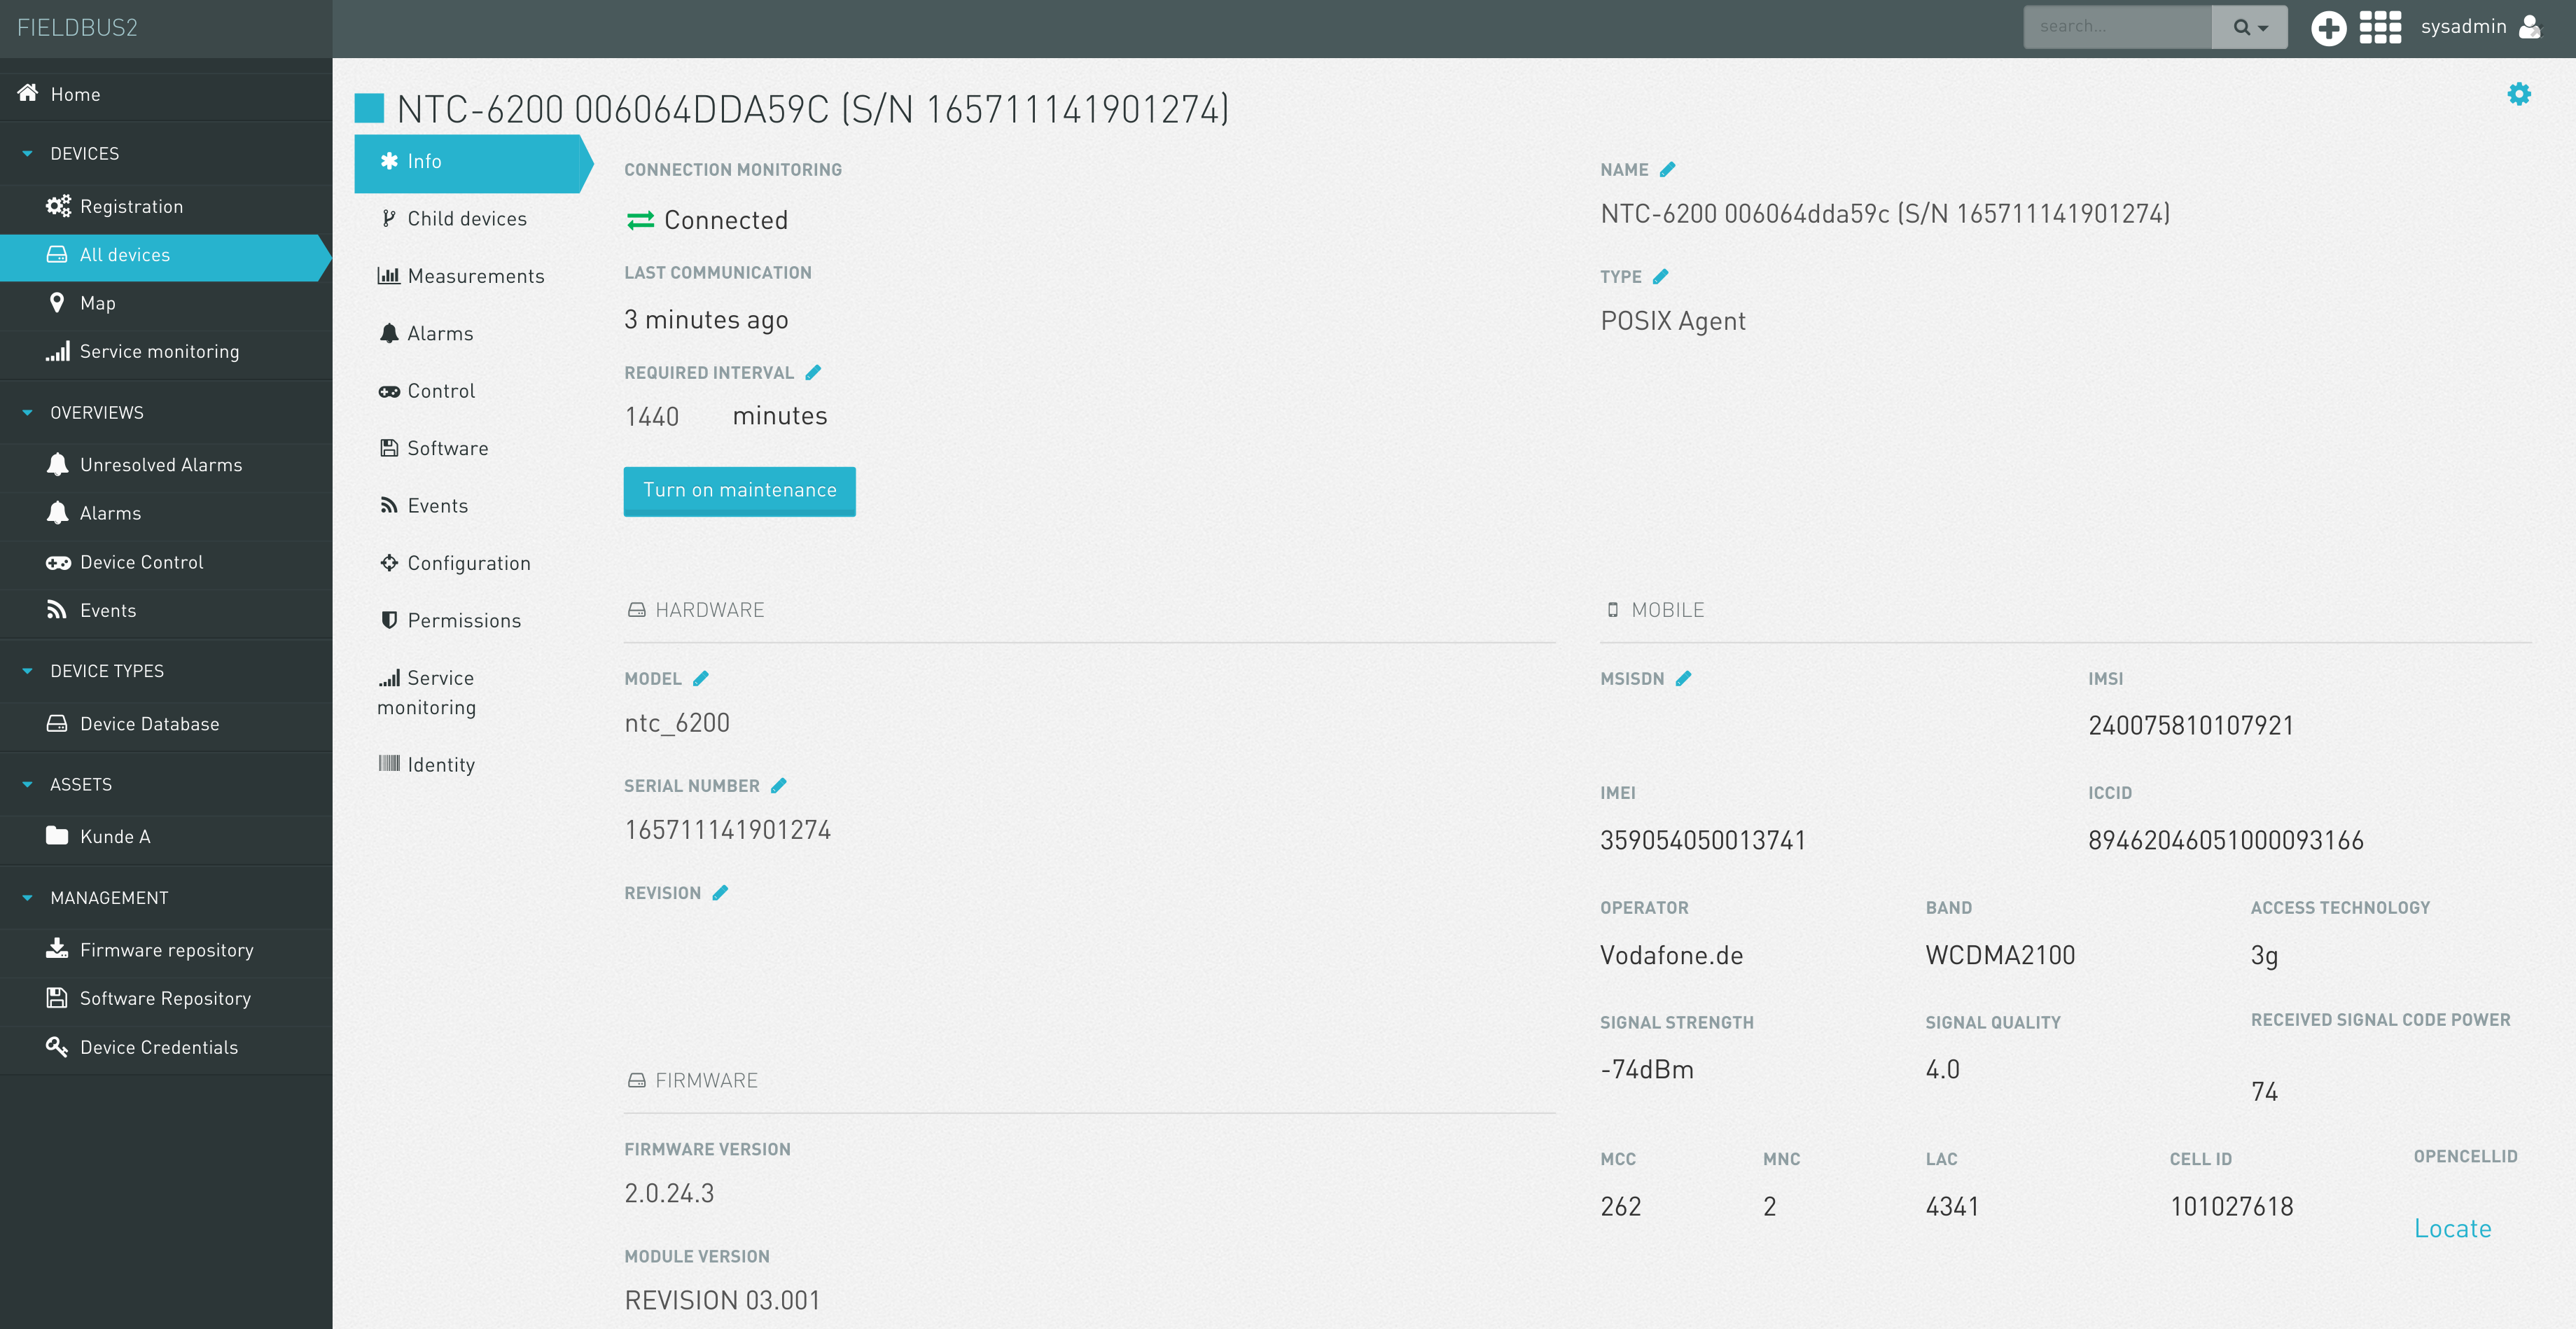 FIELDBUS2
search...
sysadmin
Home
DEVICES
Registration
All devices
Map
Service monitoring
OVERVIEWS
Unresolved Alarms
Alarms
Device Control
Events
DEVICE TYPES
Device Database
ASSETS
Kunde A
MANAGEMENT
Firmware repository
Software Repository
Device Credentials
NTC-6200 006064DDA59C (S/N 165711141901274)
Info
Child devices
Measurements
Alarms
Control
Software
Events
Configuration
Permissions
Service
monitoring
Identity
CONNECTION MONITORING
Connected
LAST COMMUNICATION
3 minutes ago
REQUIRED INTERVAL
1440 minutes
Turn on maintenance
NAME
NTC-6200 006064dda59c (S/N 165711141901274)
TYPE
POSIX Agent
HARDWARE
MODEL
ntc_6200
SERIAL NUMBER
165711141901274
REVISION
FIRMWARE
FIRMWARE VERSION
2.0.24.3
MODULE VERSION
REVISION 03.001
MOBILE
MSISDN IMSI
240075810107921
IMEI ICCID
359054050013741 89462046051000093166
OPERATOR BAND ACCESS TECHNOLOGY
Vodafone.de WCDMA2100 3g
SIGNAL STRENGTH SIGNAL QUALITY RECEIVED SIGNAL CODE POWER
-74dBm 4.0 74
MCC MNC LAC CELL ID OPENCELLID
262 2 4341 101027618 Locate